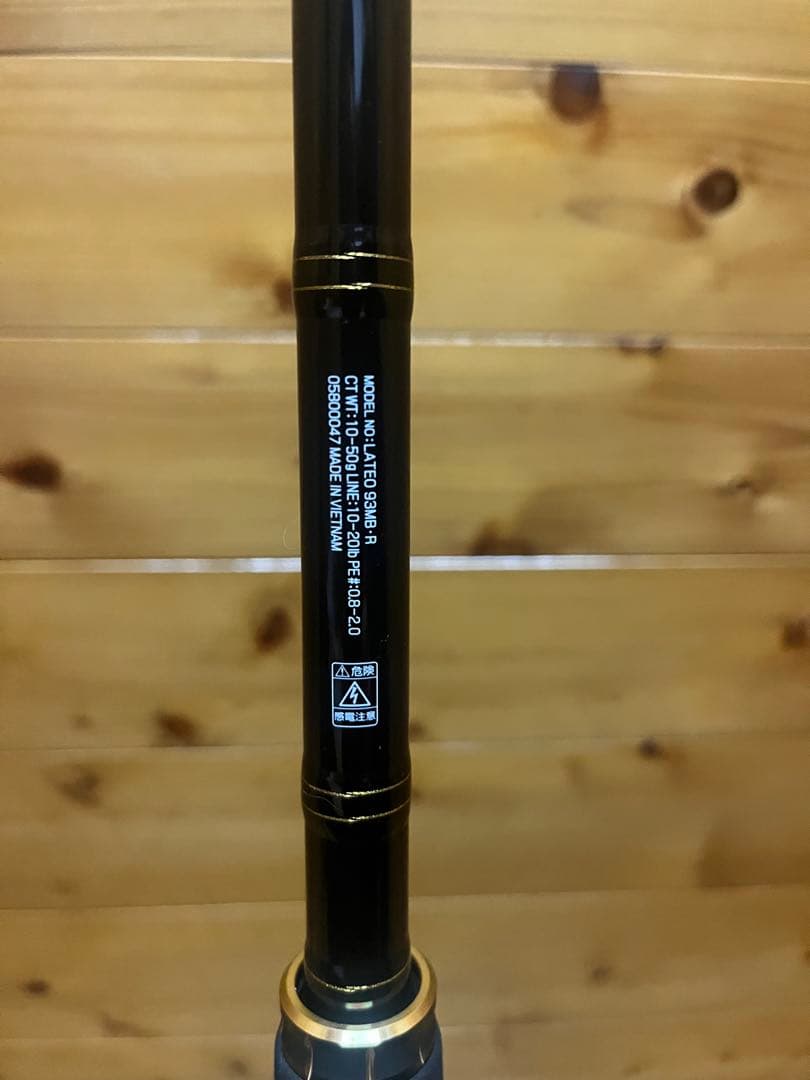 MODEL NO:LATEO 93MB・R
CT WT:10-50g LINE:10-20lb PE#:0.8-2.0
05800047 MADE IN VIETNAM
⚠危険
感電注意